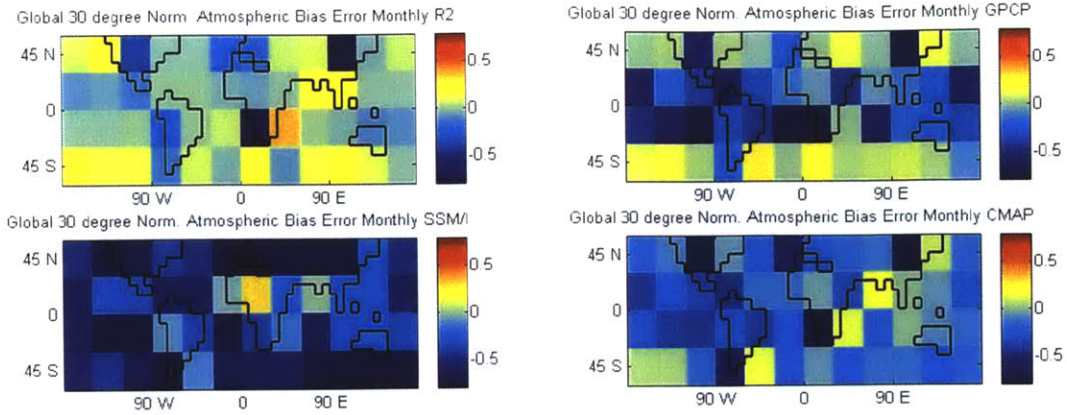 Global 30 degree Norm. Atmospheric Bias Error Monthly R2
45 N
0
45 S
90 W 0 90 E
0.5
0
-0.5
Global 30 degree Norm. Atmospheric Bias Error Monthly GPCP
45 N
0
45 S
90 W 0 90 E
0.5
0
-0.5
Global 30 degree Norm. Atmospheric Bias Error Monthly SSM/I
45 N
0
45 S
90 W 0 90 E
0.5
0
-0.5
Global 30 degree Norm. Atmospheric Bias Error Monthly CMAP
45 N
0
45 S
90 W 0 90 E
0.5
0
-0.5